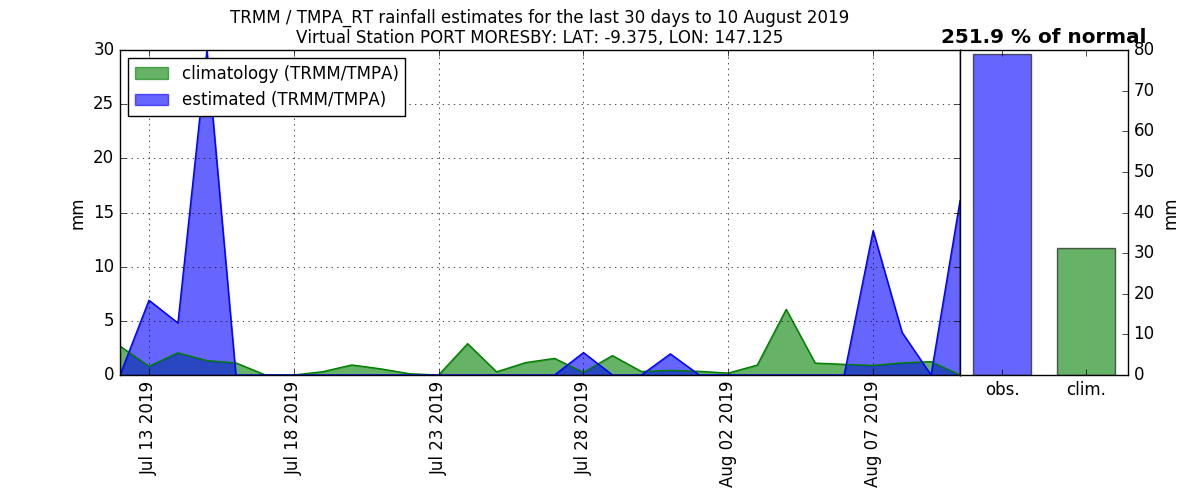 TRMM / TMPA_RT rainfall estimates for the last 30 days to 10 August 2019
Virtual Station PORT MORESBY: LAT: -9.375, LON: 147.125
251.9 % of normal
climatology (TRMM/TMPA)
estimated (TRMM/TMPA)
30
25
20
15
10
5
0
mm
Jul 13 2019
Jul 18 2019
Jul 23 2019
Jul 28 2019
Aug 02 2019
Aug 07 2019
obs.
clim.
80
70
60
50
40
30
20
10
0
mm